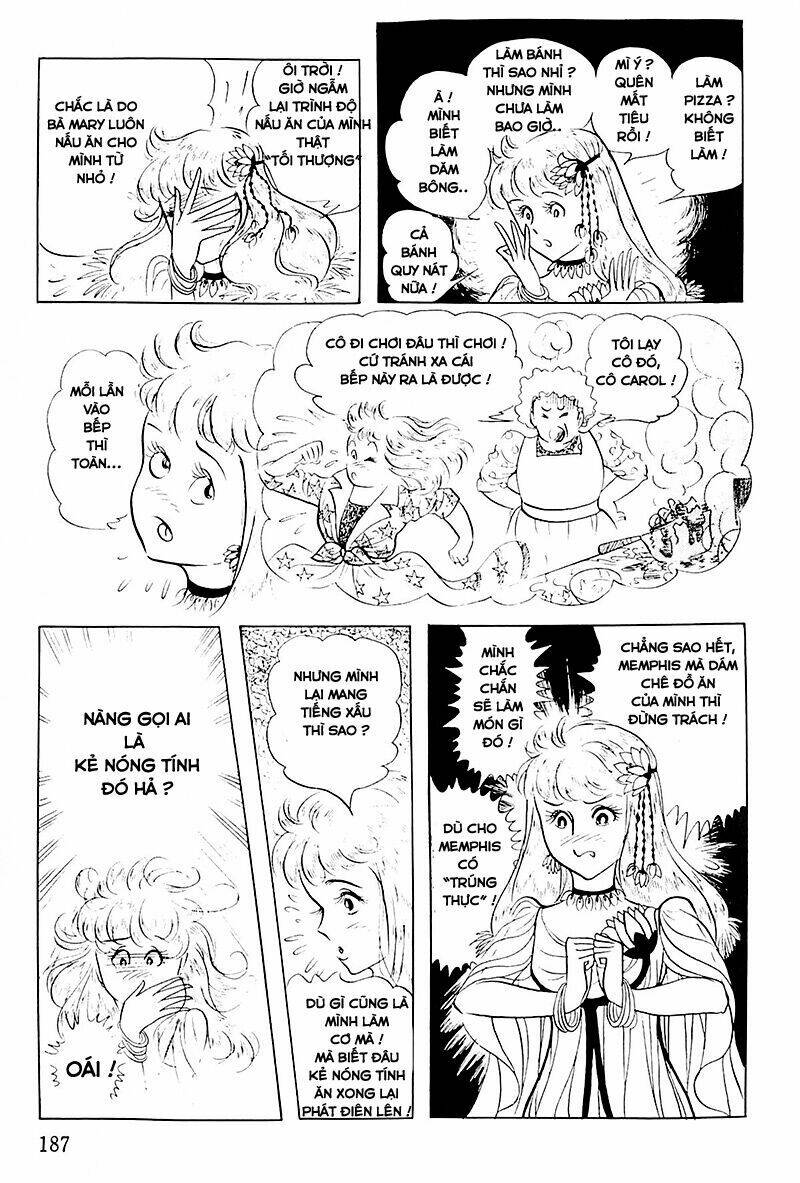 LÀM
PIZZA ?
KHÔNG
BIẾT
LÀM !
MÌ Ý ?
QUÊN
MẤT
TIÊU
RỒI !
LÀM BÁNH
THÌ SAO NHỈ ?
NHƯNG MÌNH
CHƯA LÀM
BAO GIỜ..
À !
MÌNH
BIẾT
LÀM
DĂM
BÔNG..
CẢ
BÁNH
QUY NÁT
NỮA !
ÔI TRỜI !
GIỜ NGẪM
LẠI TRÌNH ĐỘ
NẤU ĂN CỦA MÌNH
THẬT
"TỐI THƯỢNG"
CHẮC LÀ DO
BÀ MARY LUÔN
NẤU ĂN CHO
MÌNH TỪ
NHỎ !
TÔI LẠY
CÔ ĐÓ,
CÔ CAROL !
CÔ ĐI CHƠI ĐÂU THÌ CHƠI !
CỨ TRÁNH XA CÁI
BẾP NÀY RA LÀ ĐƯỢC !
MỖI LẦN
VÀO
BẾP
THÌ
TOÀN...
CHẲNG SAO HẾT,
MEMPHIS MÀ DÁM
CHÊ ĐỒ ĂN
CỦA MÌNH THÌ
ĐỪNG TRÁCH !
MÌNH
CHẮC
CHẮN
SẼ LÀM
MÓN GÌ
ĐÓ !
DÙ CHO
MEMPHIS
CÓ
"TRÚNG
THỰC" !
NHƯNG MÌNH
LẠI MANG
TIẾNG XẤU
THÌ SAO ?
DÙ GÌ CŨNG LÀ
MÌNH LÀM
CƠ MÀ !
MÀ BIẾT ĐÂU
KẺ NÓNG TÍNH
ĂN XONG LẠI
PHÁT ĐIÊN LÊN !
NÀNG GỌI AI
LÀ
KẺ NÓNG TÍNH
ĐÓ HẢ ?
OÁI !
187